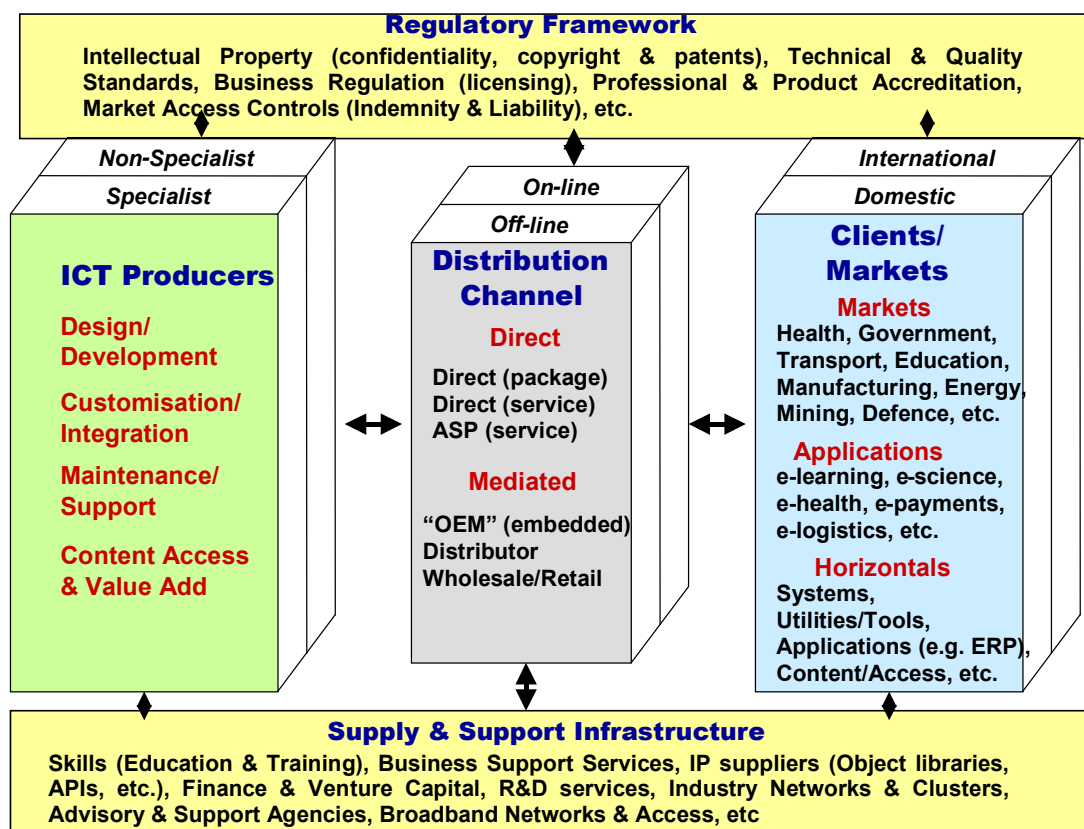 Regulatory Framework
Intellectual Property (confidentiality, copyright & patents), Technical & Quality
Standards, Business Regulation (licensing), Professional & Product Accreditation,
Market Access Controls (Indemnity & Liability), etc.
Non-Specialist
Specialist
ICT Producers
Design/
Development
Customisation/
Integration
Maintenance/
Support
Content Access
& Value Add
On-line
Off-line
Distribution
Channel
Direct
Direct (package)
Direct (service)
ASP (service)
Mediated
“OEM” (embedded)
Distributor
Wholesale/Retail
International
Domestic
Clients/
Markets
Markets
Health, Government,
Transport, Education,
Manufacturing, Energy,
Mining, Defence, etc.
Applications
e-learning, e-science,
e-health, e-payments,
e-logistics, etc.
Horizontals
Systems,
Utilities/Tools,
Applications (e.g. ERP),
Content/Access, etc.
Supply & Support Infrastructure
Skills (Education & Training), Business Support Services, IP suppliers (Object libraries,
APIs, etc.), Finance & Venture Capital, R&D services, Industry Networks & Clusters,
Advisory & Support Agencies, Broadband Networks & Access, etc